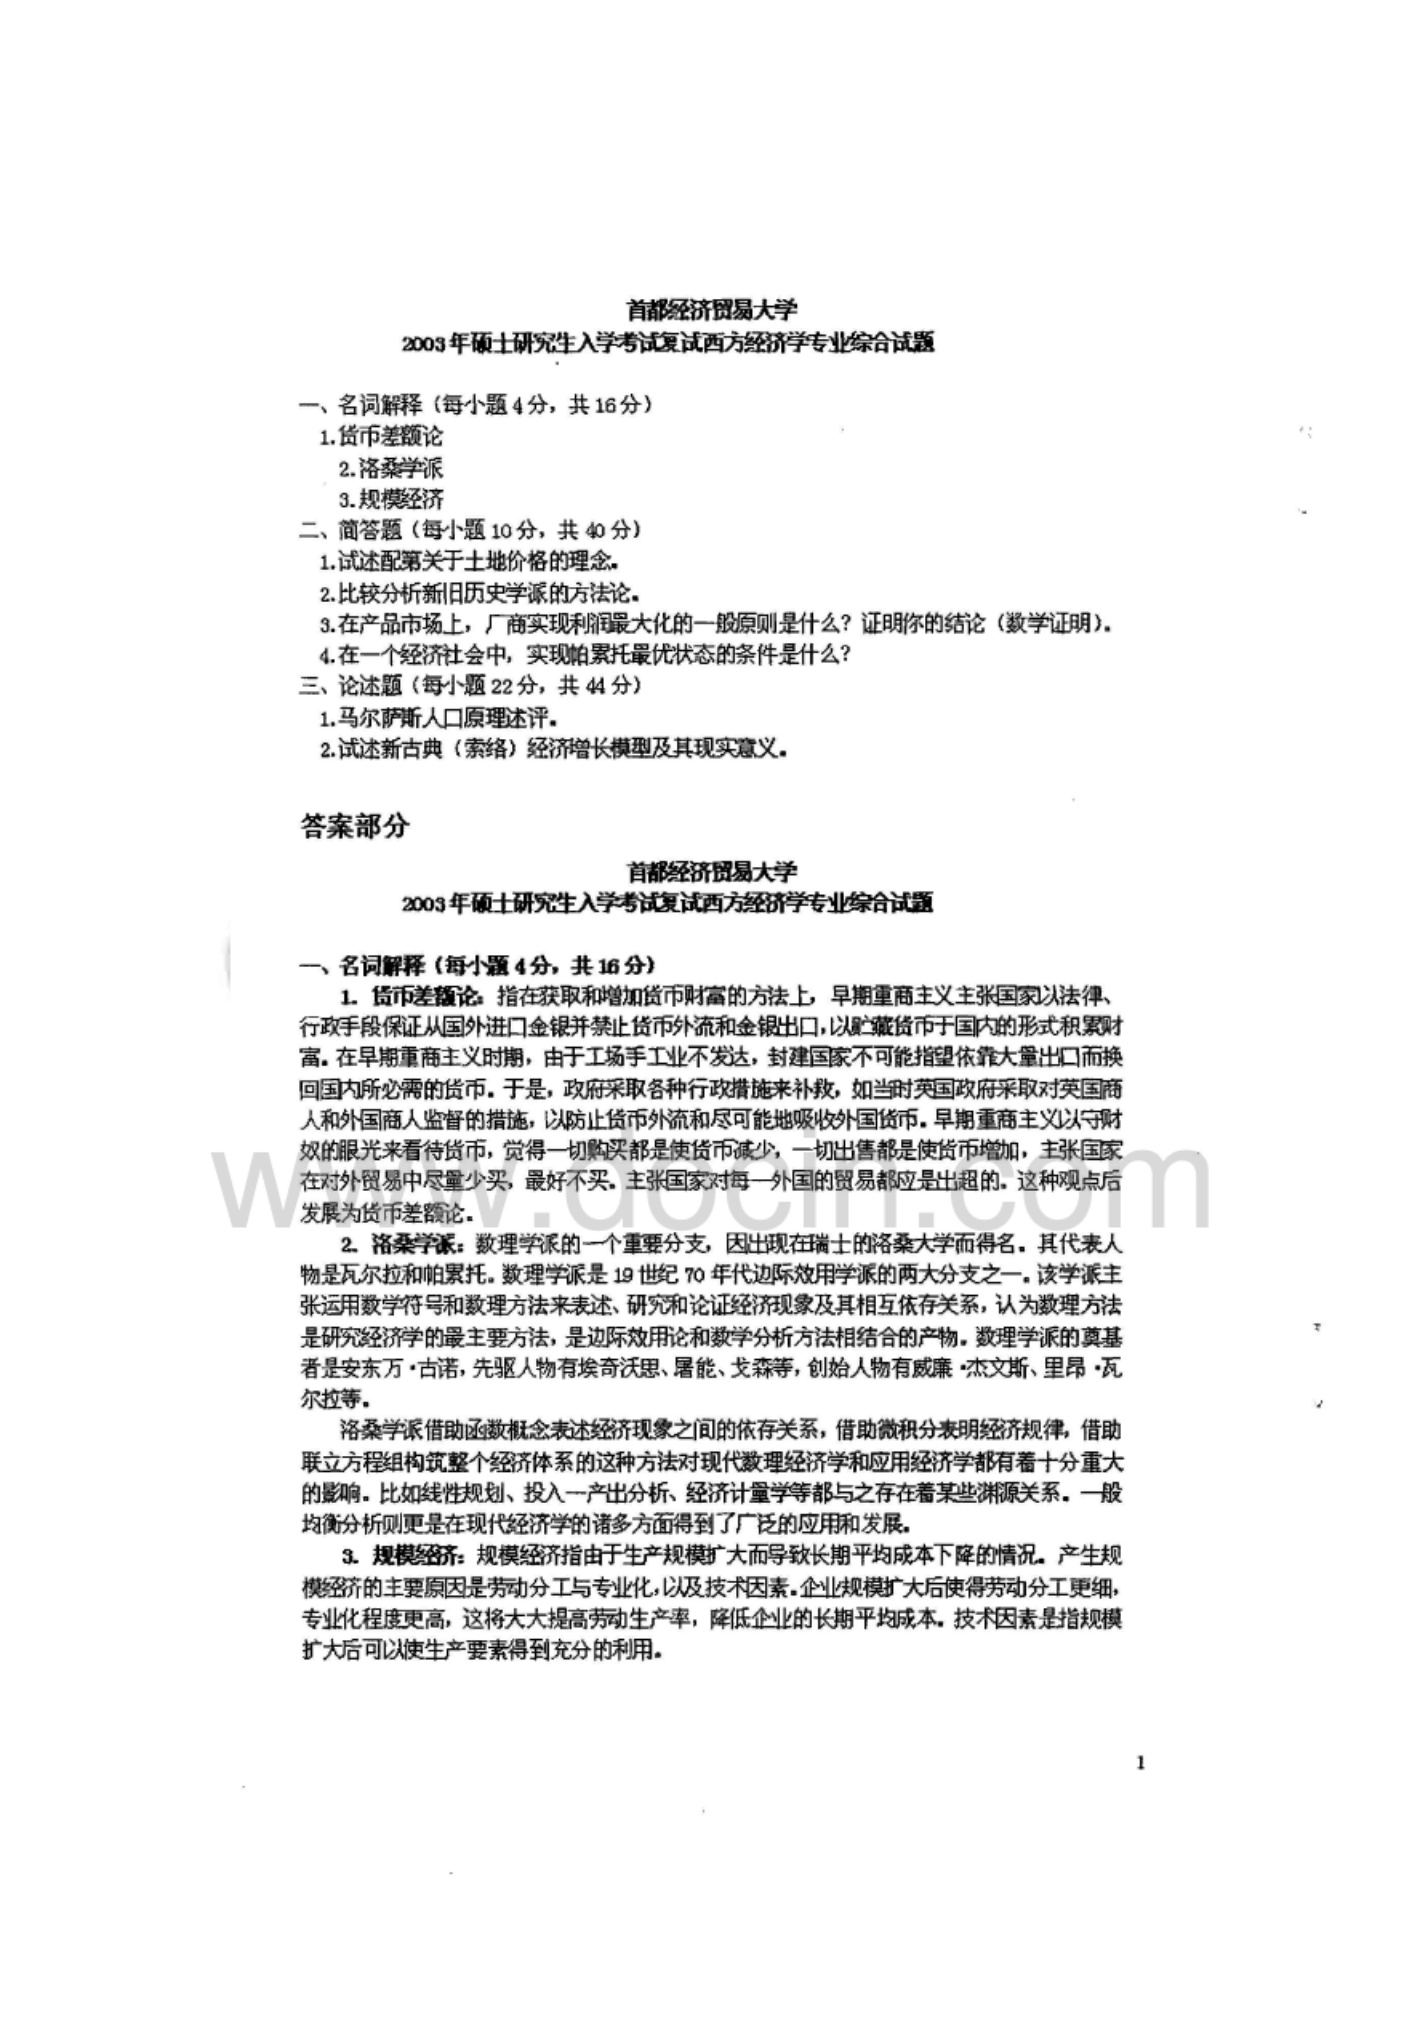 首都经济贸易大学
2003年硕士研究生入学考试复试西方经济学专业综合试题
一、名词解释（每小题4分，共16分）
1.货币差额论
2.洛桑学派
3.规模经济
二、简答题（每小题10分，共40分）
1.试述配第关于土地价格的理念。
2.比较分析新旧历史学派的方法论。
3.在产品市场上，厂商实现利润最大化的一般原则是什么？证明你的结论（数学证明）。
4.在一个经济社会中，实现帕累托最优状态的条件是什么？
三、论述题（每小题22分，共44分）
1.马尔萨斯人口原理述评。
2.试述新古典（索络）经济增长模型及其现实意义。
答案部分
首都经济贸易大学
2003年硕士研究生入学考试复试西方经济学专业综合试题
一、名词解释（每小题4分，共16分）
1. 货币差额论：指在获取和增加货币财富的方法上，早期重商主义主张国家以法律、
行政手段保证从国外进口金银并禁止货币外流和金银出口，以贮藏货币于国内的形式积累财
富。在早期重商主义时期，由于工场手工业不发达，封建国家不可能指望依靠大量出口而换
回国内所必需的货币。于是，政府采取各种行政措施来补救，如当时英国政府采取对英国商
人和外国商人监督的措施，以防止货币外流和尽可能地吸收外国货币。早期重商主义以守财
奴的眼光来看待货币，觉得一切购买都是使货币减少，一切出售都是使货币增加，主张国家
在对外贸易中尽量少买，最好不买。主张国家对每一外国的贸易都应是出超的。这种观点后
发展为货币差额论。
www.docin.com
2. 洛桑学派：数理学派的一个重要分支，因出现在瑞士的洛桑大学而得名。其代表人
物是瓦尔拉和帕累托。数理学派是19世纪70年代边际效用学派的两大分支之一。该学派主
张运用数学符号和数理方法来表述、研究和论证经济现象及其相互依存关系，认为数理方法
是研究经济学的最主要方法，是边际效用论和数学分析方法相结合的产物。数理学派的奠基
者是安东万·古诺，先驱人物有埃奇沃思、屠能、戈森等，创始人物有威廉·杰文斯、里昂·瓦
尔拉等。
洛桑学派借助函数概念表述经济现象之间的依存关系，借助微积分表明经济规律，借助
联立方程组构筑整个经济体系的这种方法对现代数理经济学和应用经济学都有着十分重大
的影响。比如线性规划、投入一产出分析、经济计量学等都与之存在着某些渊源关系。一般
均衡分析则更是在现代经济学的诸多方面得到了广泛的应用和发展。
3. 规模经济：规模经济指由于生产规模扩大而导致长期平均成本下降的情况。产生规
模经济的主要原因是劳动分工与专业化，以及技术因素。企业规模扩大后使得劳动分工更细，
专业化程度更高，这将大大提高劳动生产率，降低企业的长期平均成本。技术因素是指规模
扩大后可以使生产要素得到充分的利用。
1